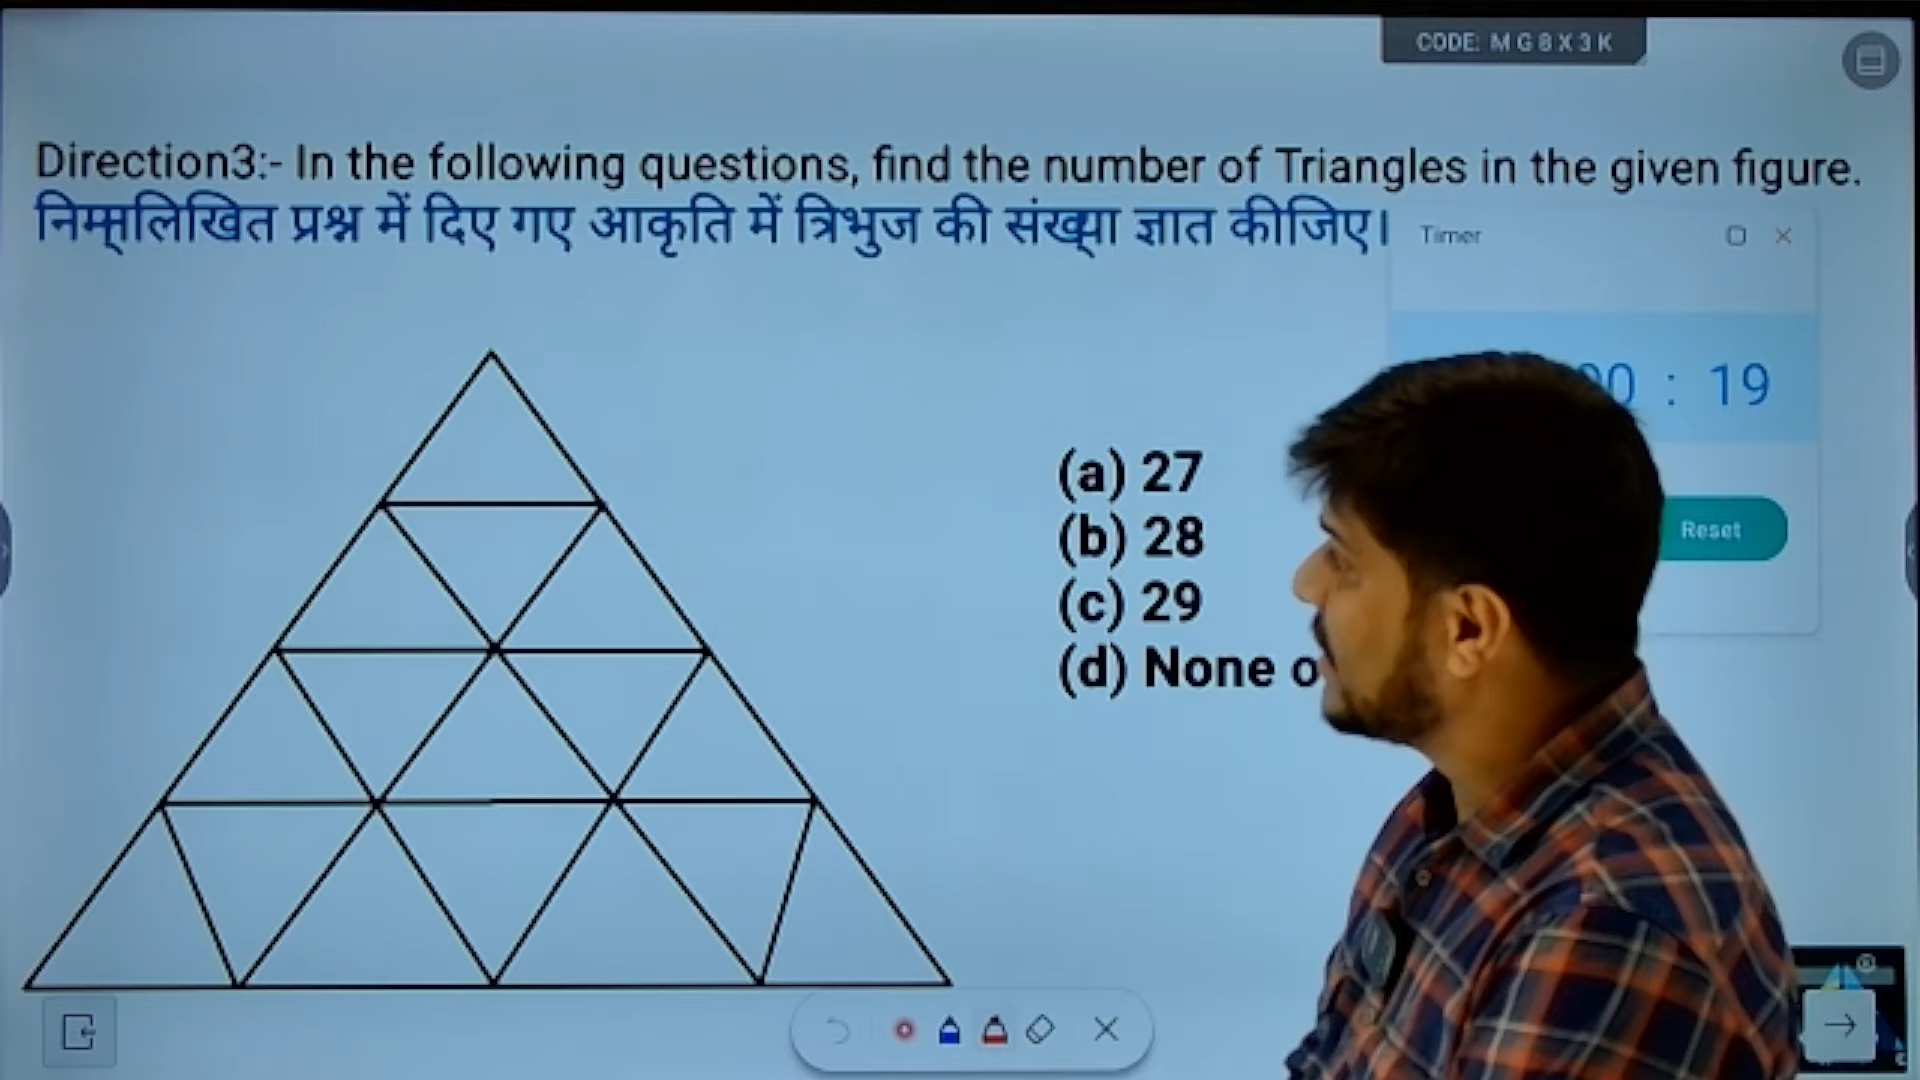 CODE: M G 8 X 3 K
Direction3:- In the following questions, find the number of Triangles in the given figure.
निम्नलिखित प्रश्न में दिए गए आकृति में त्रिभुज की संख्या ज्ञात कीजिए।
Timer
: 19
(a) 27
(b) 28
(c) 29
(d) None
Reset